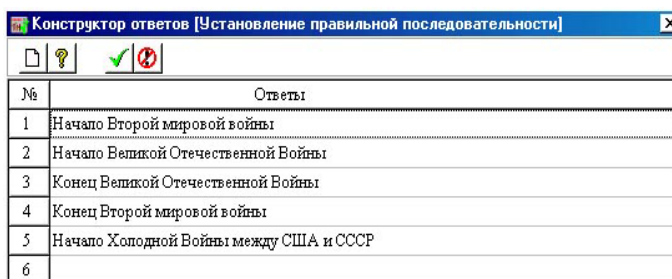 Конструктор ответов [Установление правильной последовательности]
№ Ответы
1 Начало Второй мировой войны
2 Начало Великой Отечественной Войны
3 Конец Великой Отечественной Войны
4 Конец Второй мировой войны
5 Начало Холодной Войны между США и СССР
6